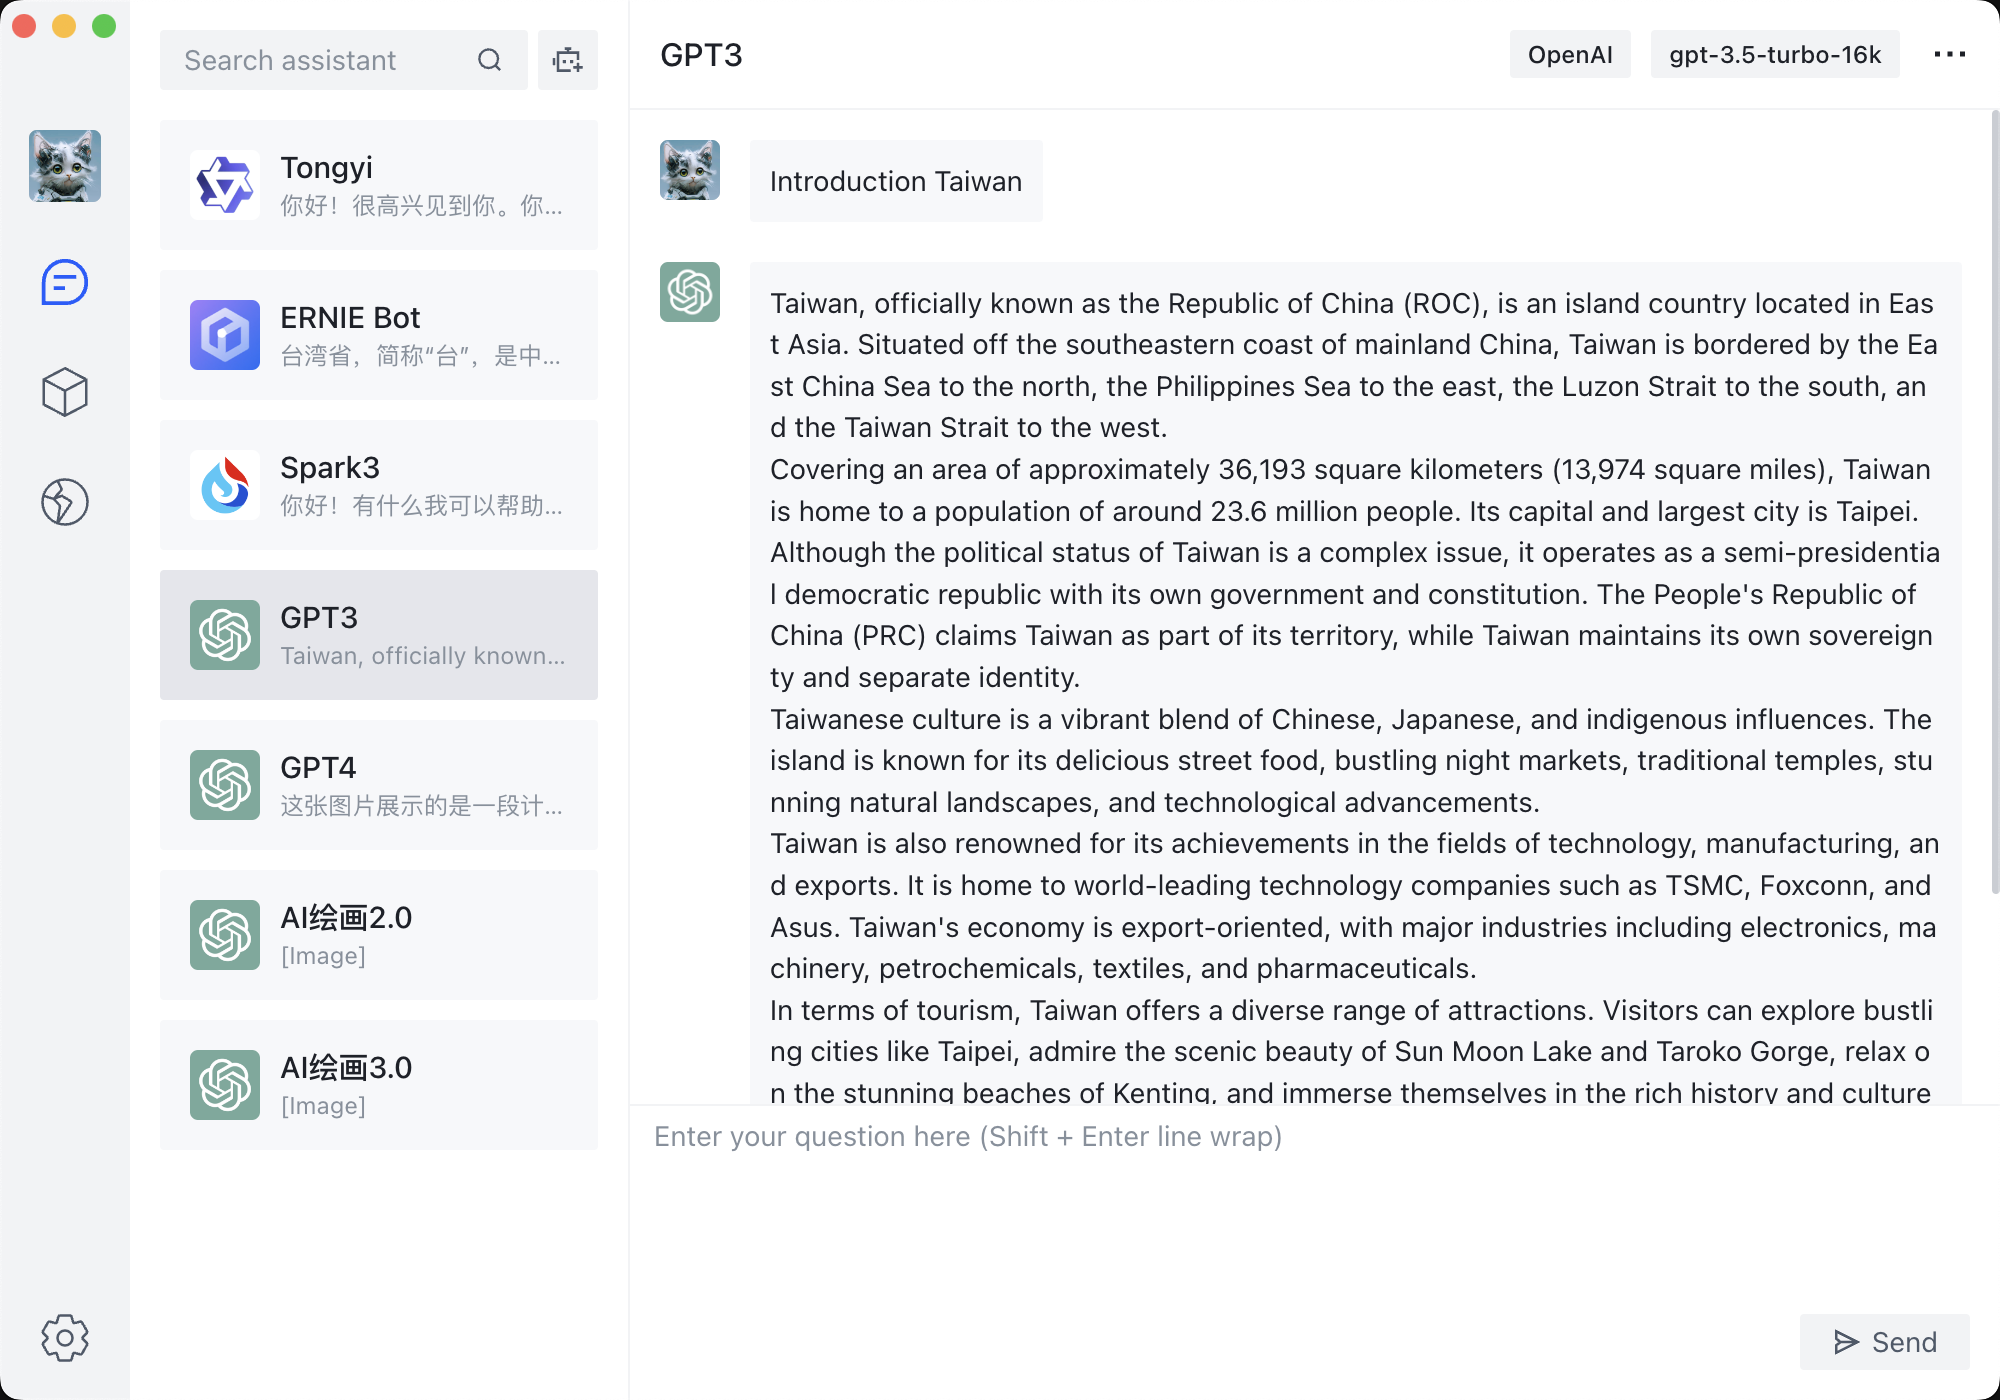 Search assistant
Tongyi
你好！很高兴见到你。你...
ERNIE Bot
台湾省，简称“台”，是中...
Spark3
你好！有什么我可以帮助...
GPT3
Taiwan, officially known...
GPT4
这张图片展示的是一段计...
AI绘画2.0
[Image]
AI绘画3.0
[Image]
GPT3
OpenAI
gpt-3.5-turbo-16k
Introduction Taiwan
Taiwan, officially known as the Republic of China (ROC), is an island country located in Eas
t Asia. Situated off the southeastern coast of mainland China, Taiwan is bordered by the Ea
st China Sea to the north, the Philippines Sea to the east, the Luzon Strait to the south, an
d the Taiwan Strait to the west.
Covering an area of approximately 36,193 square kilometers (13,974 square miles), Taiwan
is home to a population of around 23.6 million people. Its capital and largest city is Taipei.
Although the political status of Taiwan is a complex issue, it operates as a semi-presidentia
l democratic republic with its own government and constitution. The People's Republic of
China (PRC) claims Taiwan as part of its territory, while Taiwan maintains its own sovereign
ty and separate identity.
Taiwanese culture is a vibrant blend of Chinese, Japanese, and indigenous influences. The
island is known for its delicious street food, bustling night markets, traditional temples, stu
nning natural landscapes, and technological advancements.
Taiwan is also renowned for its achievements in the fields of technology, manufacturing, an
d exports. It is home to world-leading technology companies such as TSMC, Foxconn, and
Asus. Taiwan's economy is export-oriented, with major industries including electronics, ma
chinery, petrochemicals, textiles, and pharmaceuticals.
In terms of tourism, Taiwan offers a diverse range of attractions. Visitors can explore bustli
ng cities like Taipei, admire the scenic beauty of Sun Moon Lake and Taroko Gorge, relax o
n the stunning beaches of Kenting, and immerse themselves in the rich history and culture
Enter your question here (Shift + Enter line wrap)
Send